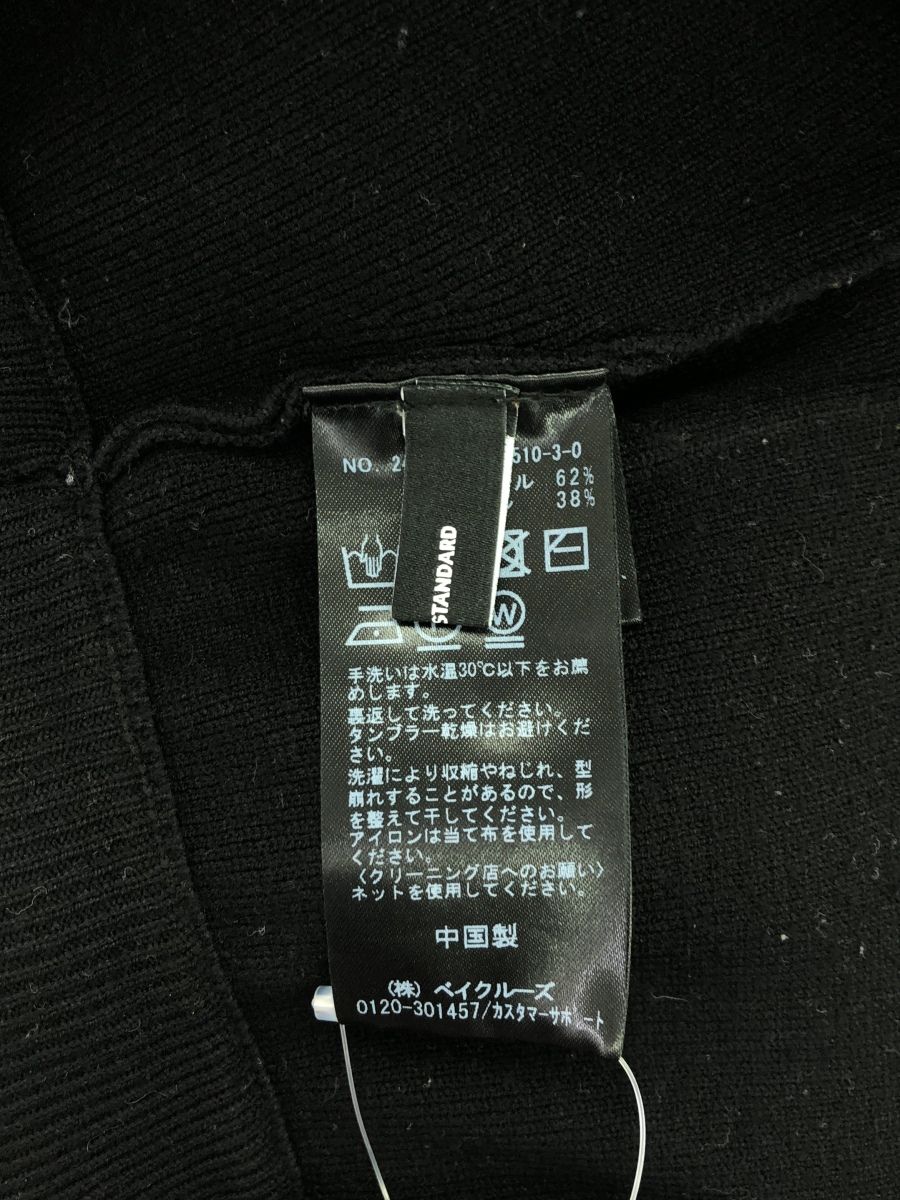 NO. 24 510-3-0
ル 62%
38%
STANDARD
W
手洗いは水温30℃以下をお薦
めします。
裏返して洗ってください。
タンブラー乾燥はお避けくだ
さい。
洗濯により収縮やねじれ、型
崩れすることがあるので、形
を整えて干してください。
アイロンは当て布を使用して
ください。
〈クリーニング店へのお願い〉
ネットを使用してください。
中国製
(株) ベイクルーズ
0120-301457/カスタマーサポート